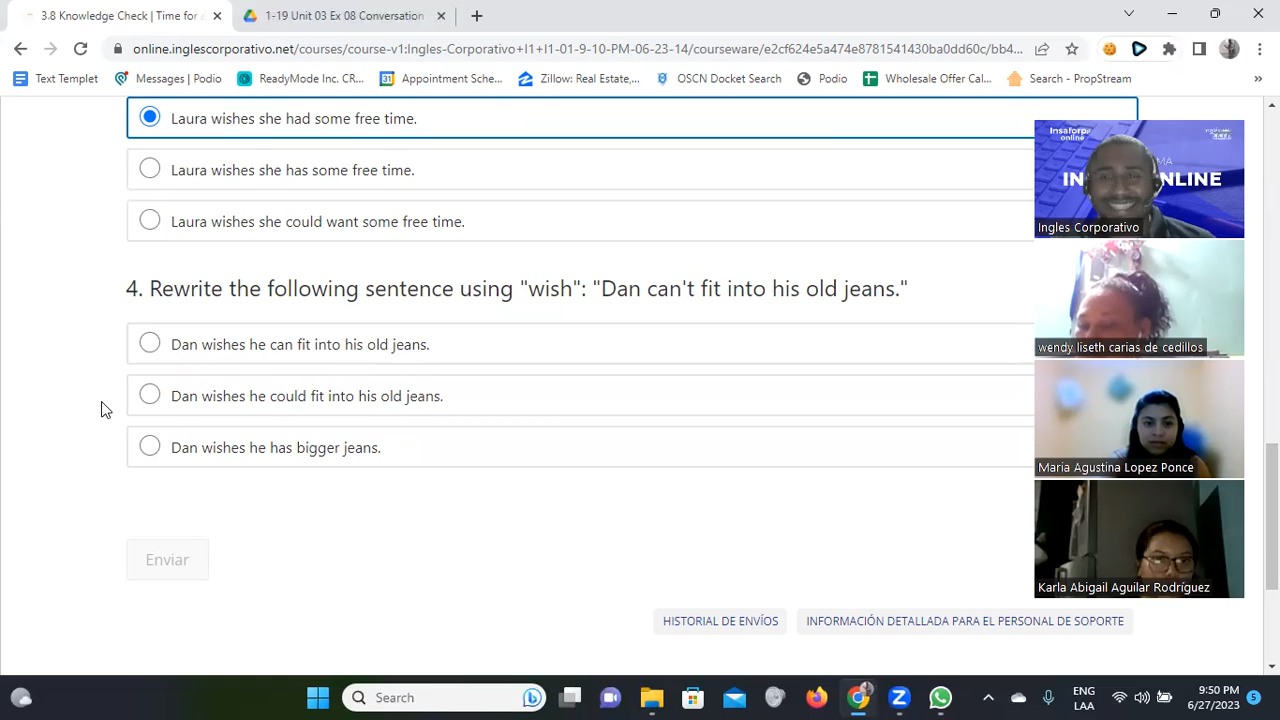 3.8 Knowledge Check | Time for a
1-19 Unit 03 Ex 08 Conversation
online.inglescorporativo.net/courses/course-v1:Ingles-Corporativo+I1+I1-01-9-10-PM-06-23-14/courseware/e2cf624e5a474e8781541430ba0dd60c/bb4...
Text Templet
Messages | Podio
ReadyMode Inc. CR...
Appointment Sche...
Zillow: Real Estate,...
OSCN Docket Search
Podio
Wholesale Offer Cal...
Search - PropStream
Laura wishes she had some free time.
Laura wishes she has some free time.
Laura wishes she could want some free time.
4. Rewrite the following sentence using "wish": "Dan can't fit into his old jeans."
Dan wishes he can fit into his old jeans.
Dan wishes he could fit into his old jeans.
Dan wishes he has bigger jeans.
Enviar
HISTORIAL DE ENVÍOS
INFORMACIÓN DETALLADA PARA EL PERSONAL DE SOPORTE
online
Ingles Corporativo
wendy liseth carias de cedillos
Maria Agustina Lopez Ponce
Karla Abigail Aguilar Rodríguez
Search
ENG
LAA
9:50 PM
6/27/2023
5